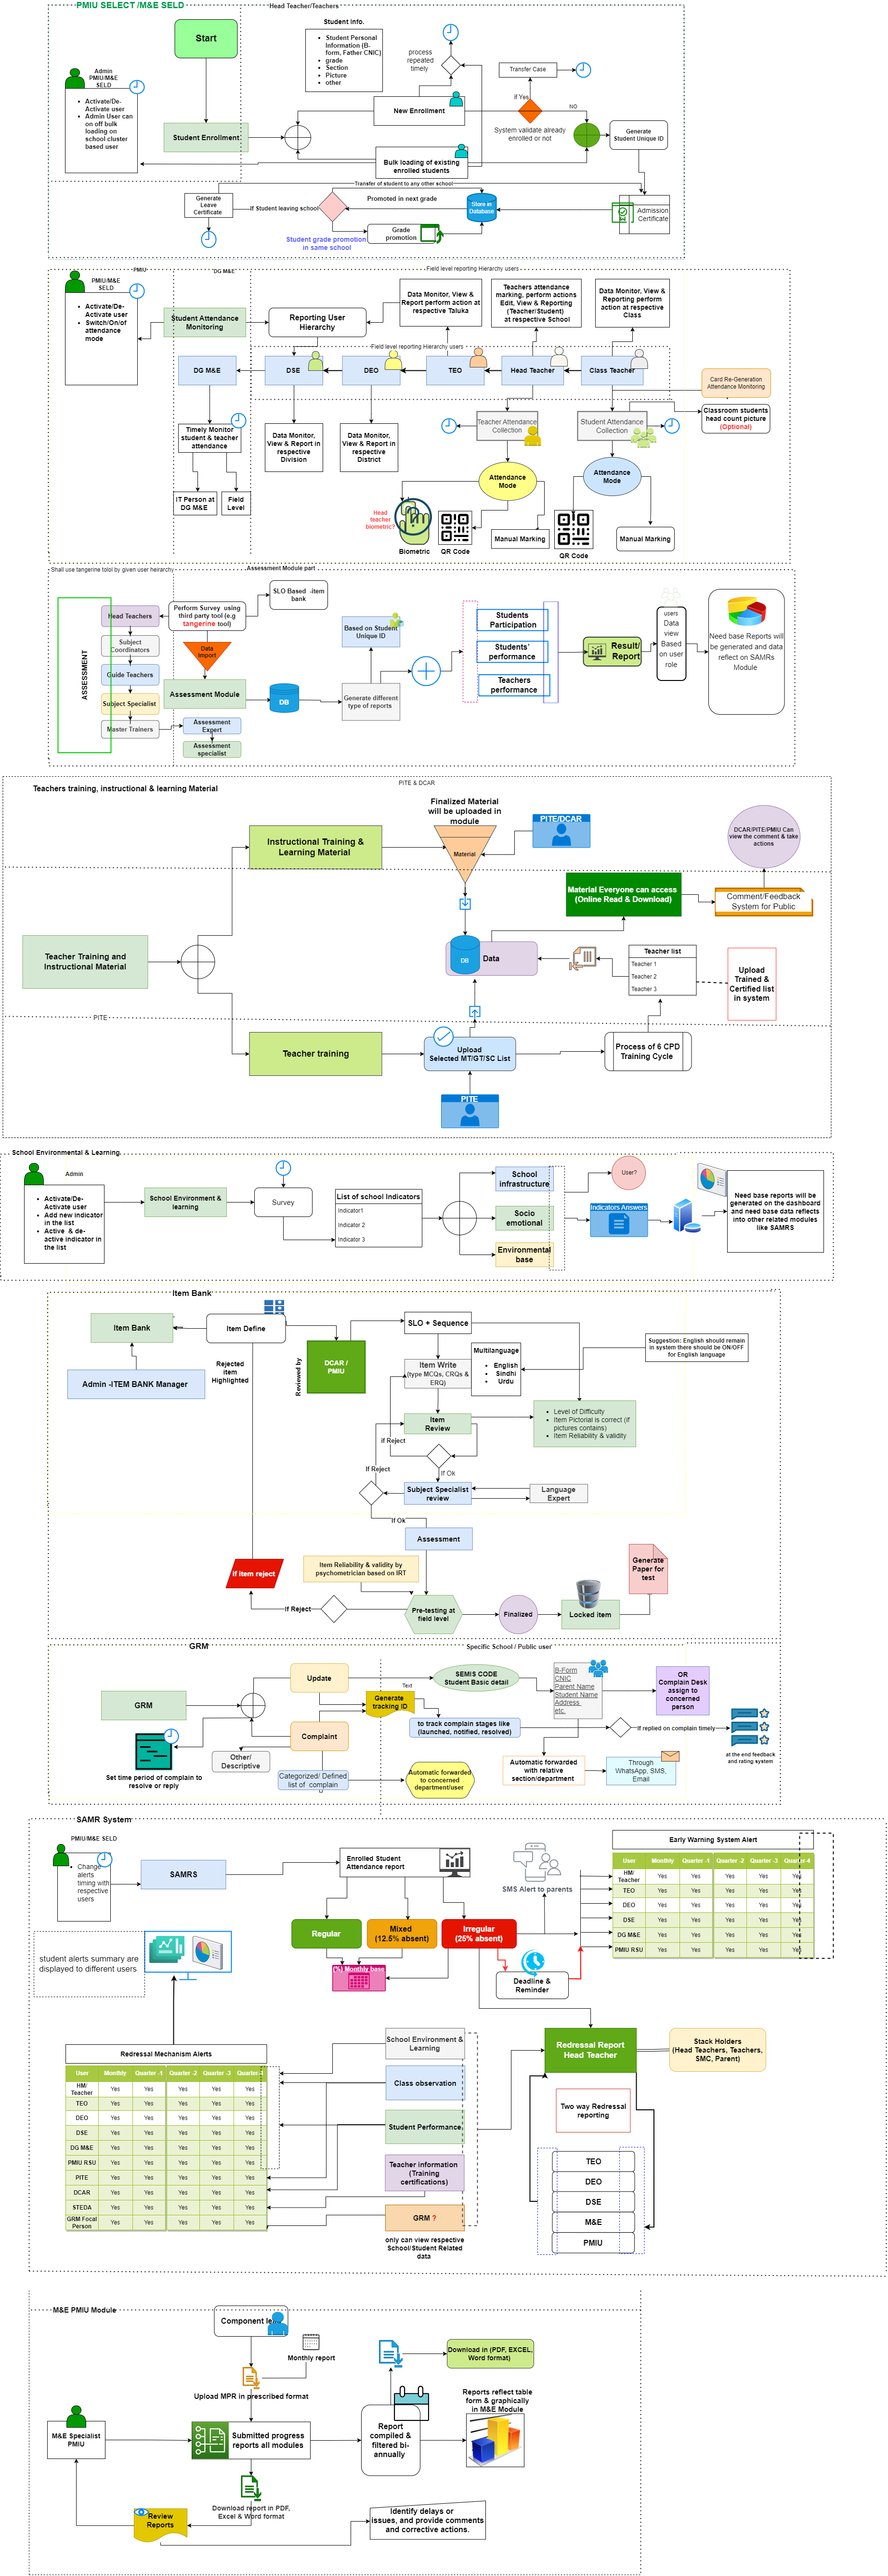 PMIU SELECT /M&E SELD
Head Teacher/Teachers
Start
Student Info.
Student Personal
Information (B-
form, Father CNIC)
grade
Section
Picture
other
process
repeated
timely
Transfer Case
if Yes
NO
Admin
PMIU/M&E
SELD
Activate/De-
Activate user
Admin User can
on off bulk
loading on
school cluster
based user
Student Enrollment
New Enrollment
System validate already
enrolled or not
Generate
Student Unique ID
Bulk loading of existing
enrolled students
Transfer of student to any other school
Generate
Leave
Certificate
If Student leaving school
Promoted in next grade
Store in
Database
Admission
Certificate
Grade
promotion
Student grade promotion
in same school
PMIU
DG M&E
Field level reporting Hierarchy users
PMIU/M&E
SELD
Activate/De-
Activate user
Switch/On/of
attendance
mode
Student Attendance
Monitoring
Reporting User
Hierarchy
Data Monitor, View &
Report perform action at
respective Taluka
Teachers attendance
marking, perform actions
Edit, View & Reporting
(Teacher/Student)
at respective School
Data Monitor, View &
Reporting perform
action at respective
Class
Field level reporting Hierarchy users
DG M&E
DSE
DEO
TEO
Head Teacher
Class Teacher
Card Re-Generation
Attendance Monitoring
Timely Monitor
student & teacher
attendance
Data Monitor,
View & Report in
respective
Division
Data Monitor,
View & Report in
respective
District
Teacher Attendance
Collection
Student Attendance
Collection
Classroom students
head count picture
(Optional)
Attendance
Mode
Attendance
Mode
IT Person at
DG M&E
Field
Level
Head
teacher
biometric?
Biometric
QR Code
Manual Marking
QR Code
Manual Marking
Shall use tangerine tolol by given user heirarchy
Assessment Module part
ASSESSMENT
Head Teachers
Subject
Coordinators
Guide Teachers
Subject Specialist
Master Trainers
Perform Survey using
third party tool (e.g
tangerine tool)
SLO Based -item
bank
Data
Import
Assessment Module
Assessment
Expert
Assessment
specialist
DB
Based on Student
Unique ID
Generate different
type of reports
Students
Participation
Students'
performance
Teachers
performance
Result/
Report
users
Data
view
Based
on user
role
Need base Reports will
be generated and data
reflect on SAMRs
Module
PITE & DCAR
Teachers training, instructional & learning Material
Finalized Material
will be uploaded in
module
Instructional Training &
Learning Material
Material
PITE/DCAR
DCAR/PITE/PMIU Can
view the comment & take
actions
Material Everyone can access
(Online Read & Download)
Comment/Feedback
System for Public
Teacher Training and
Instructional Material
DB
Data
Teacher list
Teacher 1
Teacher 2
Teacher 3
Upload
Trained &
Certified list
in system
PITE
Teacher training
Upload
Selected MT/GT/SC List
Process of 6 CPD
Training Cycle
PITE
School Environmental & Learning.
Admin
Activate/De-
Activate user
Add new indicator
in the list
Active & de-
active indicator in
the list
School Environment &
learning
Survey
List of school Indicators
Indicator1
Indicator 2
Indicator 3
School
infrastructure
Socio
emotional
Environmental
base
User?
Indicators Answers
Need base reports will be
generated on the dashboard
and need base data reflects
into other related modules
like SAMRS
Item Bank
Item Bank
Item Define
Admin -ITEM BANK Manager
Rejected
item
Highlighted
Reviewed by
DCAR /
PMIU
SLO + Sequence
Item Write
(type MCQs, CRQs &
ERQ)
Multilanguage
English
Sindhi
Urdu
Suggestion: English should remain
in system there should be ON/OFF
for English language
Item
Review
Level of Difficulty
Item Pictorial is correct (if
pictures contains)
Item Reliability & validity
if Reject
If Ok
If Reject
Subject Specialist
review
Language
Expert
If Ok
Assessment
if item reject
Item Reliability & validity by
psychometrician based on IRT
If Reject
Pre-testing at
field level
Finalized
Locked item
Generate
Paper for
test
GRM
Specific School / Public user
GRM
Update
Complaint
Text
Generate
tracking ID
SEMIS CODE
Student Basic detail
B-Form
CNIC
Parent Name
Student Name
Address
etc.
OR
Complain Desk
assign to
concerned
person
to track complain stages like
(launched, notified, resolved)
if replied on complain timely
at the end feedback
and rating system
Set time period of complain to
resolve or reply
Other/
Descriptive
Categorized/ Defined
list of complain
Automatic forwarded
to concerned
department/user
Automatic forwarded
with relative
section/department
Through
WhatsApp, SMS,
Email
SAMR System
PMIU/M&E SELD
Change
alerts
timing with
respective
users
SAMRS
Enrolled Student
Attendance report
SMS Alert to parents
Early Warning System Alert
User Monthly Quarter -1 Quarter -2 Quarter -3 Quarter-4
HM/
Teacher Yes Yes Yes Yes Yes
TEO Yes Yes Yes Yes Yes
DEO Yes Yes Yes Yes Yes
DSE Yes Yes Yes Yes Yes
DG M&E Yes Yes Yes Yes Yes
PMIU RSU Yes Yes Yes Yes Yes
Regular
Mixed
(12.5% absent)
Irregular
(25% absent)
(%) Monthly base
Deadline &
Reminder
student alerts summary are
displayed to different users
Redressal Mechanism Alerts
User Monthly Quarter -1 Quarter -2 Quarter -3 Quarter
HM/
Teacher Yes Yes Yes Yes Yes
TEO Yes Yes Yes Yes Yes
DEO Yes Yes Yes Yes Yes
DSE Yes Yes Yes Yes Yes
DG M&E Yes Yes Yes Yes Yes
PMIU RSU Yes Yes Yes Yes Yes
PITE Yes Yes Yes Yes Yes
DCAR Yes Yes Yes Yes Yes
STEDA Yes Yes Yes Yes Yes
GRM Focal
Person Yes Yes Yes Yes Yes
School Environment &
Learning
Class observation
Student Performance
Teacher information
(Training
certifications)
GRM ?
only can view respective
School/Student Related
data
Redressal Report
Head Teacher
Stack Holders
(Head Teachers, Teachers,
SMC, Parent)
Two way Redressal
reporting
TEO
DEO
DSE
M&E
PMIU
M&E PMIU Module
Component le
Monthly report
Upload MPR in prescribed format
Download in (PDF, EXCEL,
Word format)
M&E Specialist
PMIU
Submitted progress
reports all modules
Report
compiled &
filtered bi-
annually
Reports reflect table
form & graphically
in M&E Module
Download report in PDF,
Excel & Word format
Review
Reports
Identify delays or
issues, and provide comments
and corrective actions.